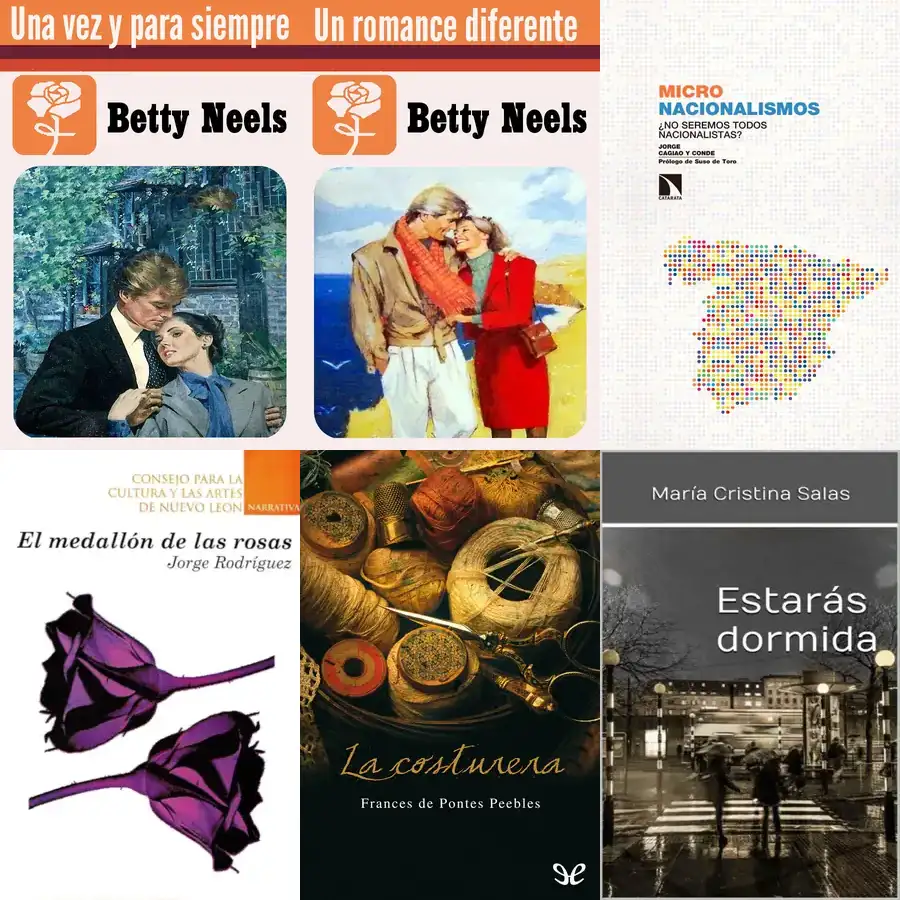 Una vez y para siempre
Betty Neels
Un romance diferente
Betty Neels
MICRO
NACIONALISMOS
¿NO SEREMOS TODOS
NACIONALISTAS?
JORGE
CAGIAO Y CONDE
Prólogo de Suso de Toro
CATARATA
CONSEJO PARA LA
CULTURA Y LAS ARTES
DE NUEVO LEON
NARRATIVA
El medallón de las rosas
Jorge Rodríguez
La costurera
Frances de Pontes Peebles
María Cristina Salas
Estarás
dormida